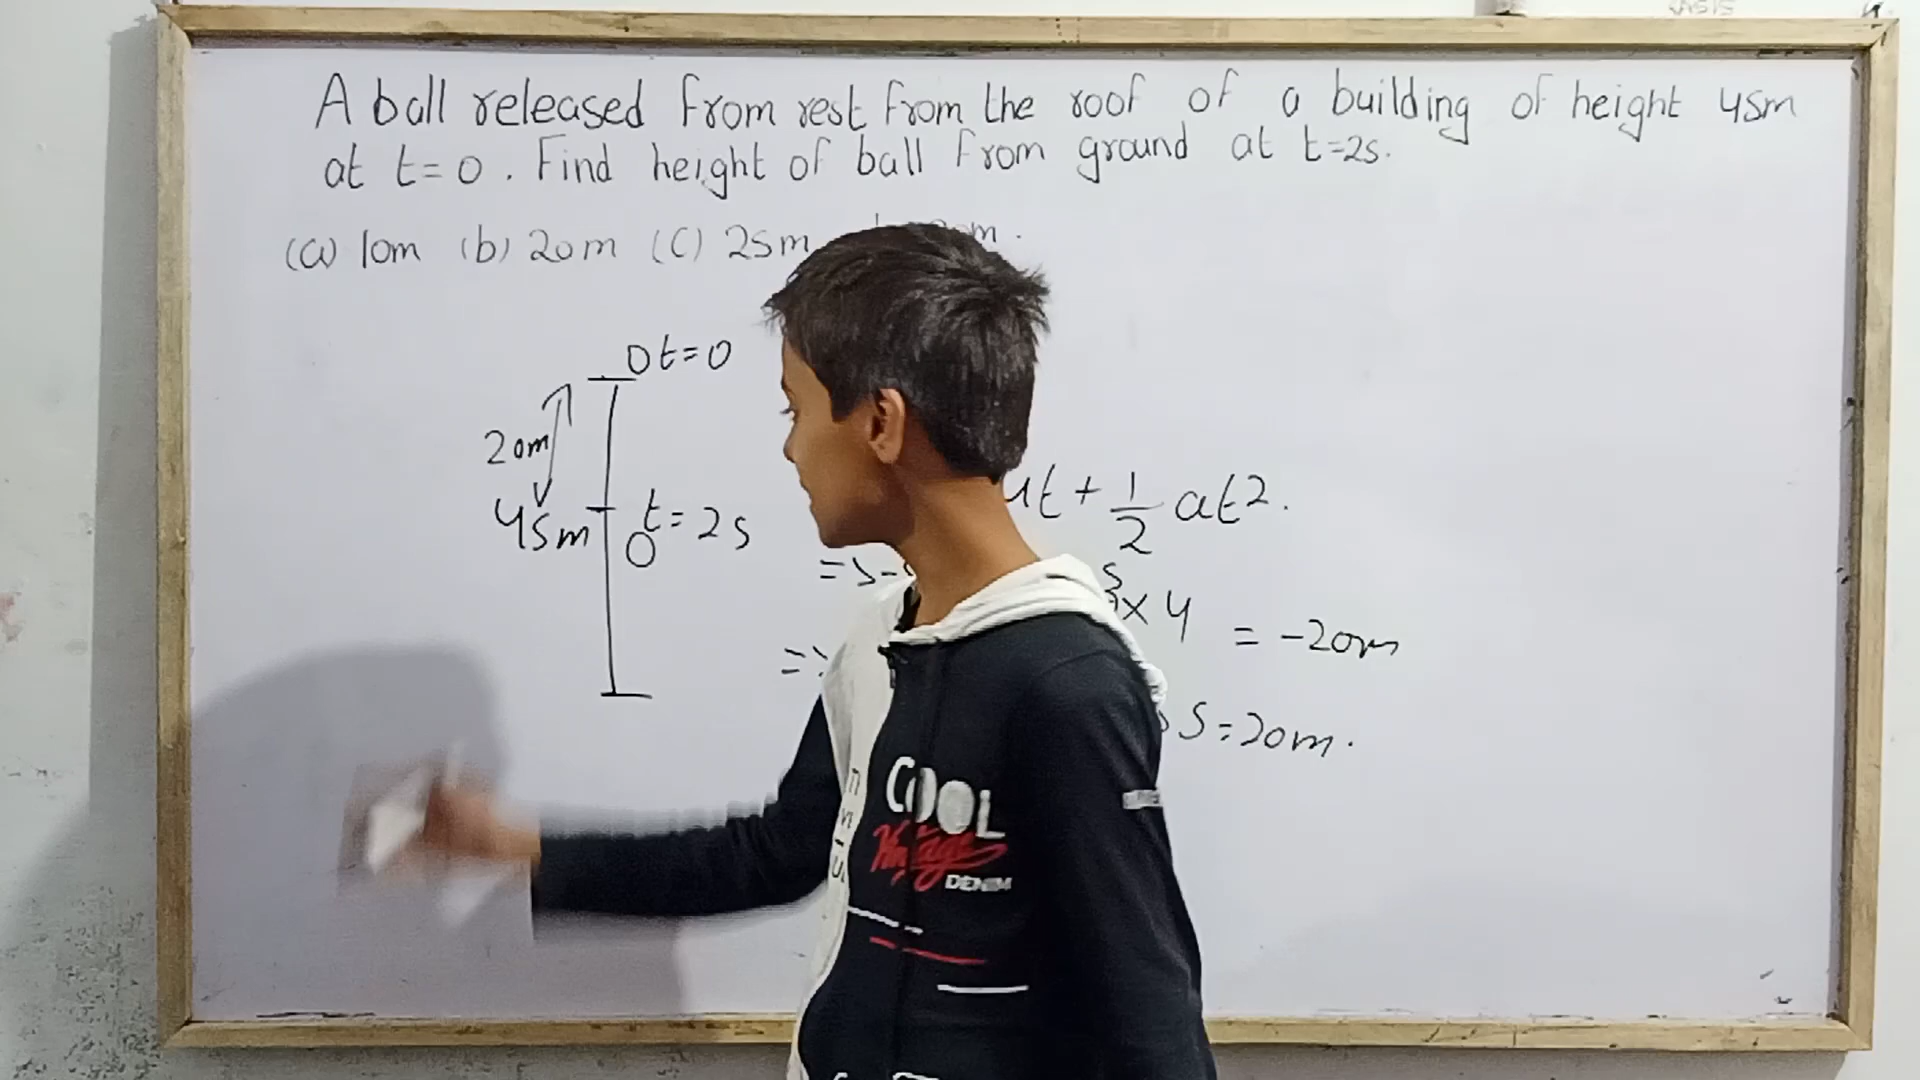 A ball released from rest from the roof of a building of height 45m
at t=0. Find height of ball from ground at t=2s.
(a) 10m (b) 20m (c) 25m
t=0
20m
45m
t=2s
ut + 1/2 at2.
x 4 = -20m
S=20m.
COOL
Vintage
DENIM